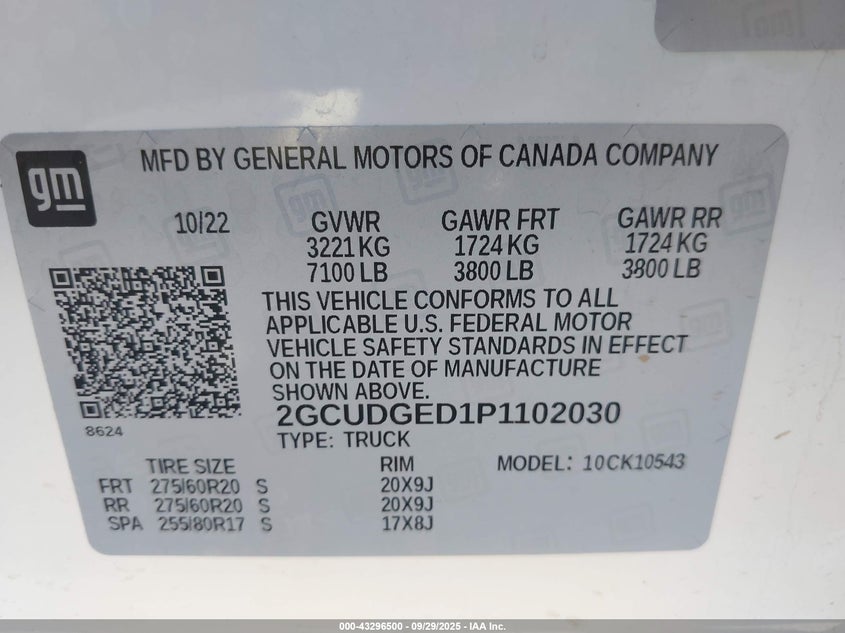 gm
MFD BY GENERAL MOTORS OF CANADA COMPANY
10/22 GVWR GAWR FRT GAWR RR
3221 KG 1724 KG 1724 KG
7100 LB 3800 LB 3800 LB
THIS VEHICLE CONFORMS TO ALL
APPLICABLE U.S. FEDERAL MOTOR
VEHICLE SAFETY STANDARDS IN EFFECT
ON THE DATE OF MANUFACTURE
SHOWN ABOVE.
2GCUDGED1P1102030
8624
TYPE: TRUCK
TIRE SIZE RIM MODEL: 10CK10543
FRT 275/60R20 S 20X9J
RR 275/60R20 S 20X9J
SPA 255/80R17 S 17X8J
000-43296500 - 09/29/2025 - IAA Inc.